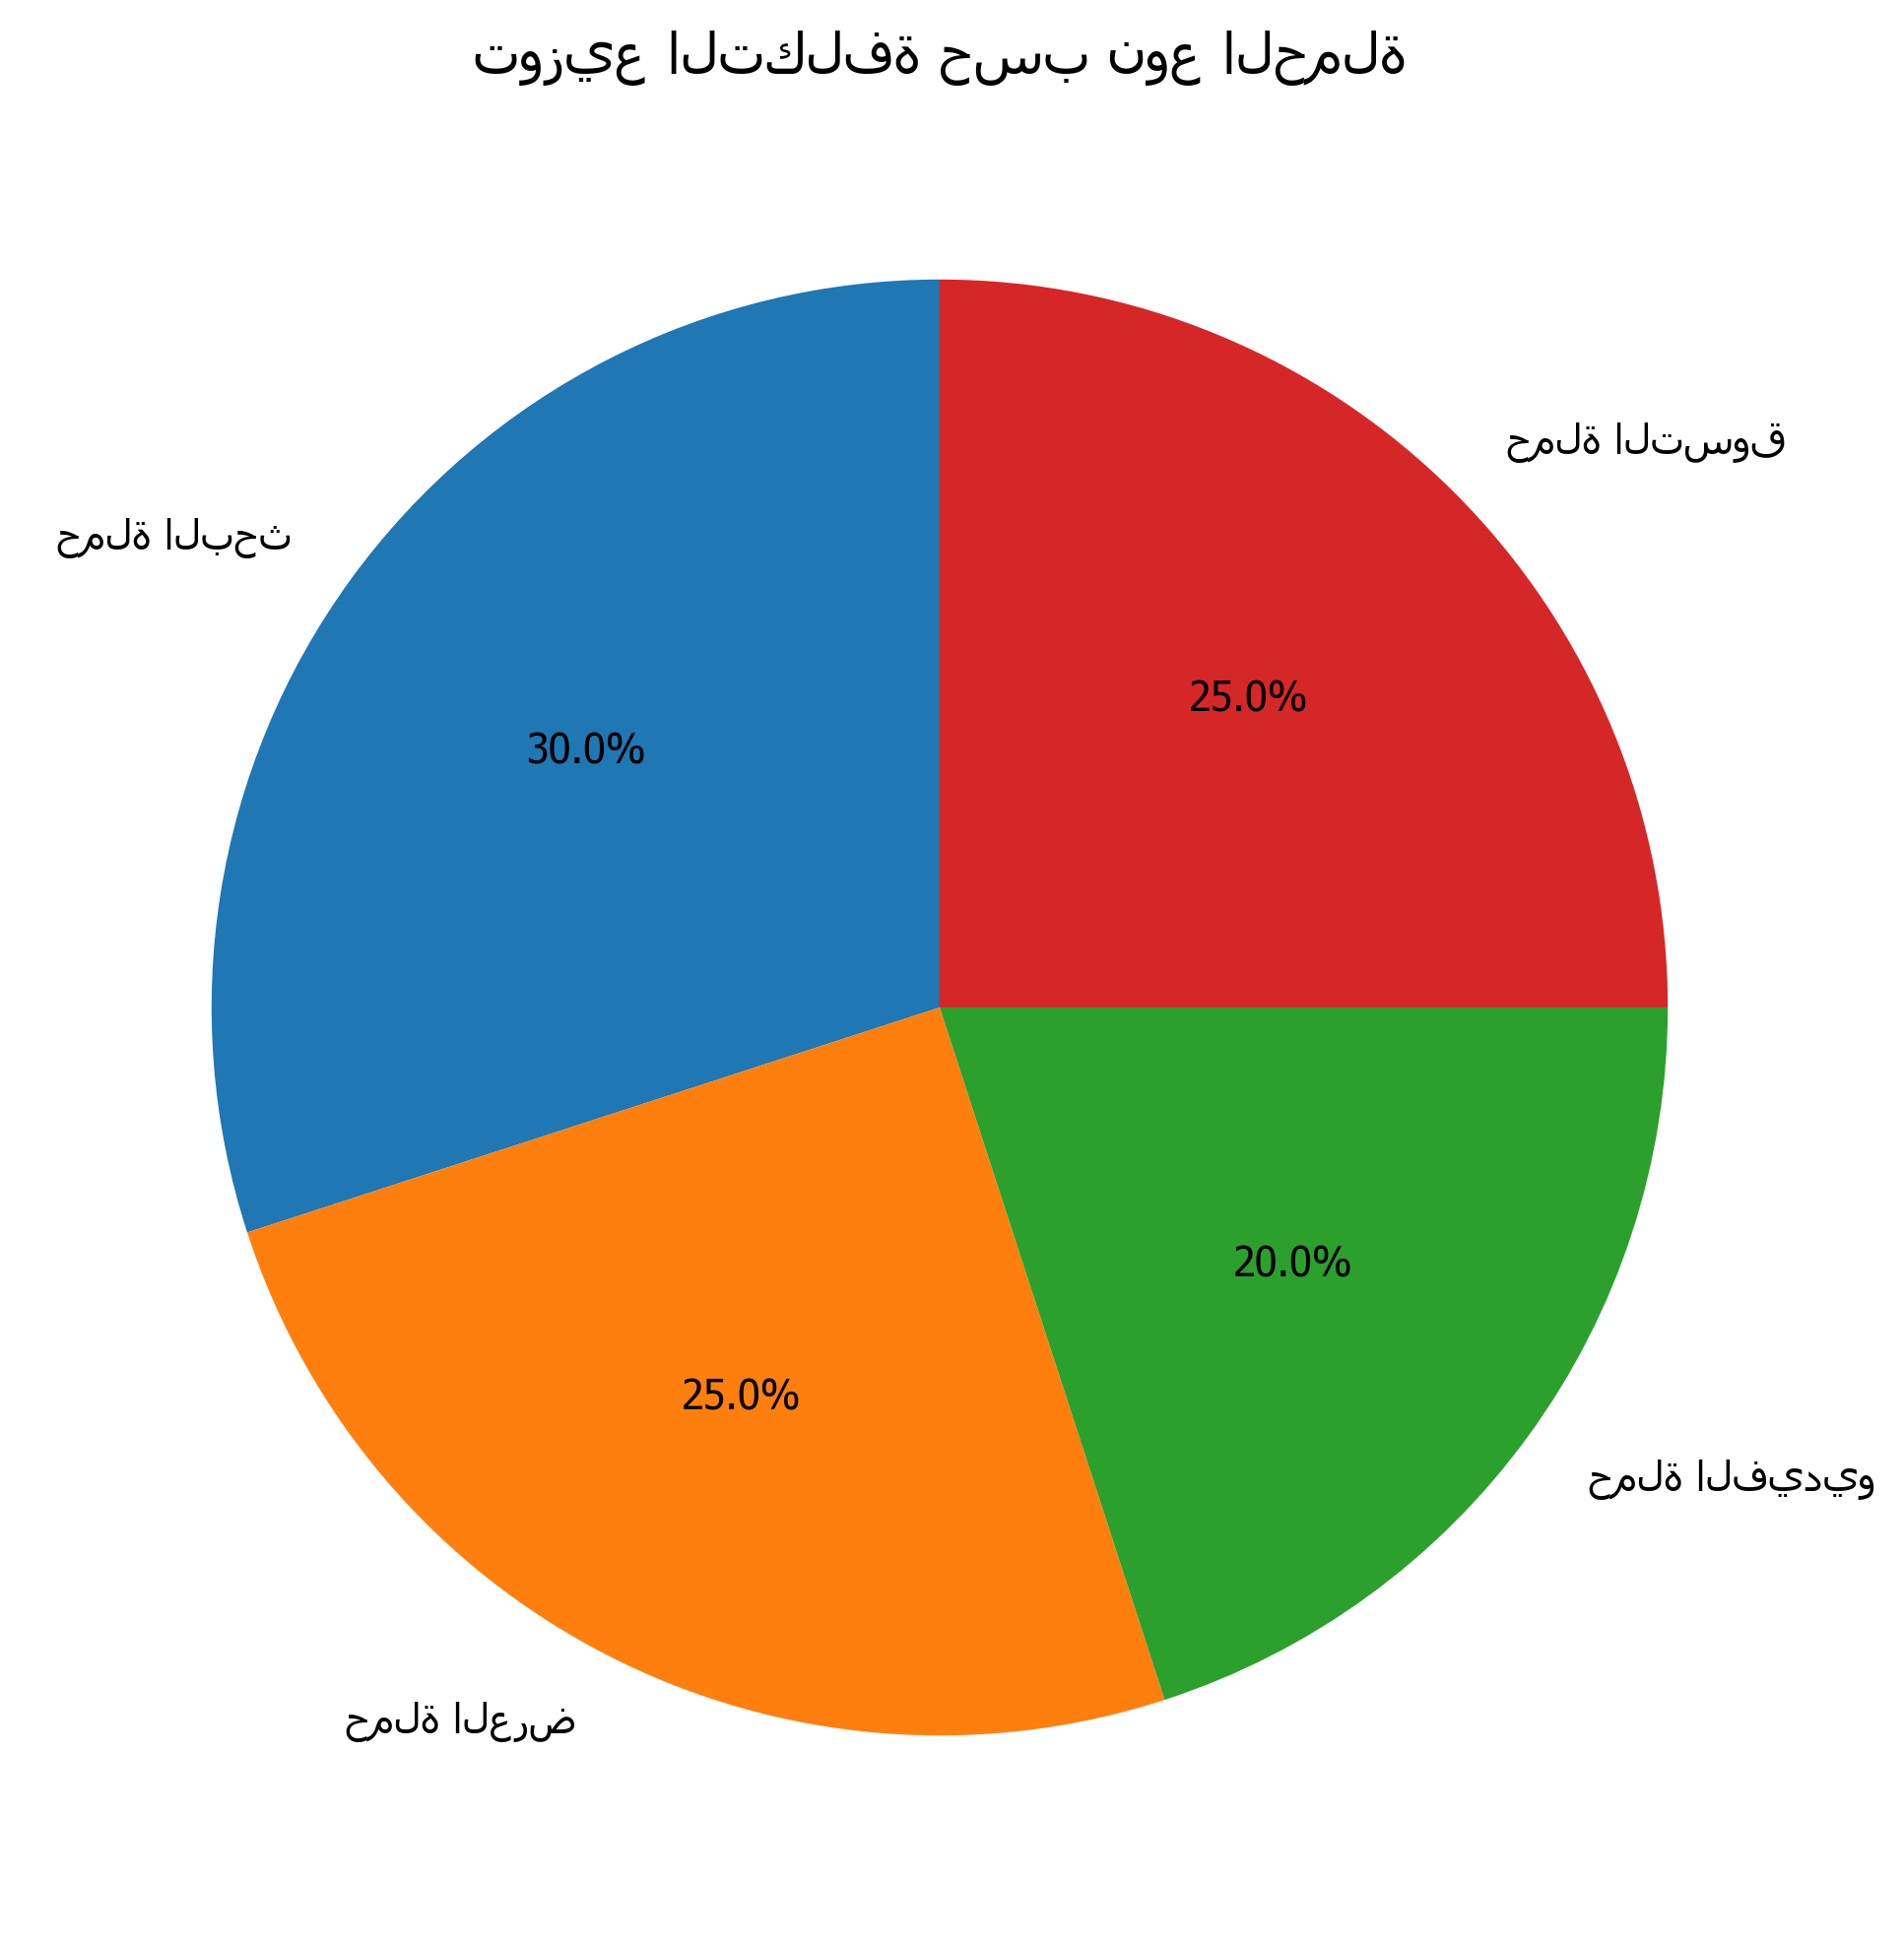 توزيع التكلفة حسب نوع الحملة
حملة التسوق
25.0%
حملة البحث
30.0%
20.0%
25.0%
حملة الفيديو
حملة العرض